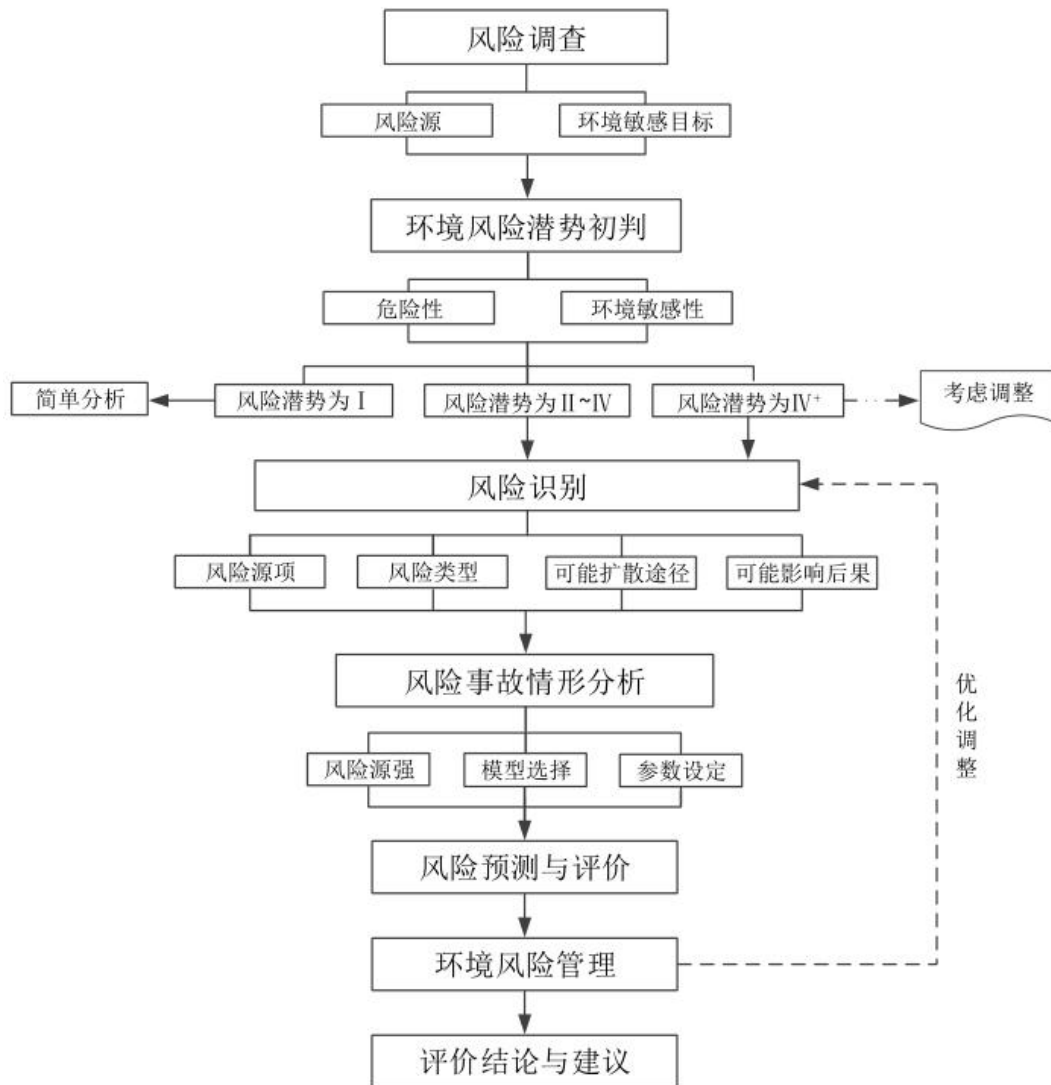 风险调查
风险源
环境敏感目标
环境风险潜势初判
危险性
环境敏感性
简单分析
风险潜势为Ⅰ
风险潜势为Ⅱ~Ⅳ
风险潜势为Ⅳ⁺
考虑调整
风险识别
风险源项
风险类型
可能扩散途径
可能影响后果
风险事故情形分析
优化调整
风险源强
模型选择
参数设定
风险预测与评价
环境风险管理
评价结论与建议